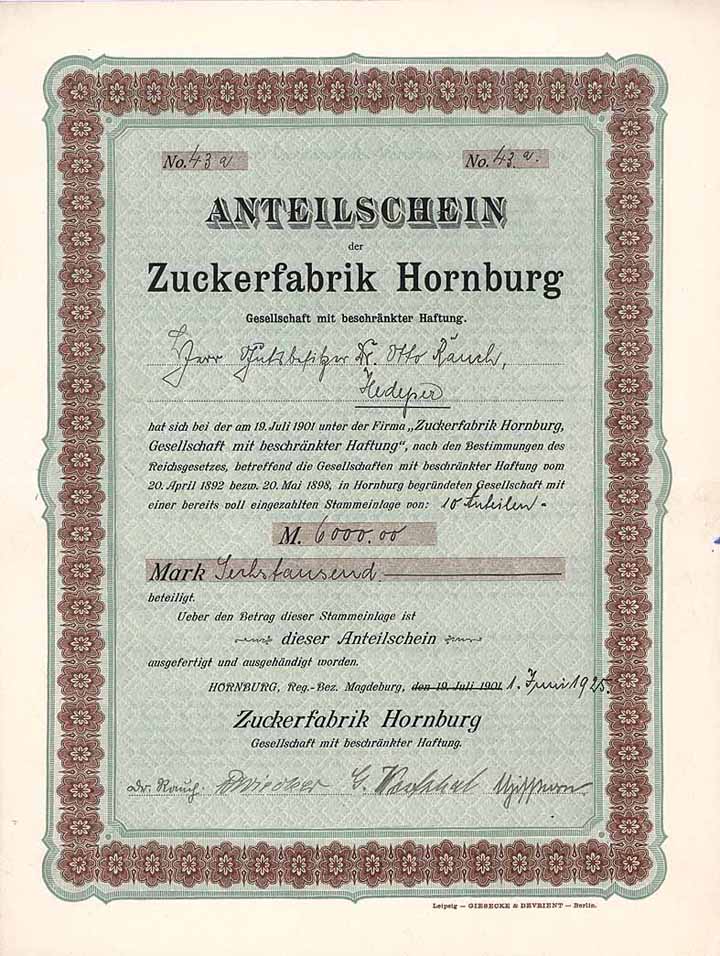 No. 43 a
No. 43. a.
ANTEILSCHEIN
der
Zuckerfabrik Hornburg
Gesellschaft mit beschränkter Haftung.
Herr Gutsbesitzer Dr. Otto Rauch,
Hedeper
hat sich bei der am 19. Juli 1901 unter der Firma „Zuckerfabrik Hornburg,
Gesellschaft mit beschränkter Haftung“, nach den Bestimmungen des
Reichsgesetzes, betreffend die Gesellschaften mit beschränkter Haftung vom
20. April 1892 bezw. 20. Mai 1898, in Hornburg begründeten Gesellschaft mit
einer bereits voll eingezahlten Stammeinlage von: 10 Anteilen -
M. 6000.00
Mark Sechstausend.
beteiligt.
Ueber den Betrag dieser Stammeinlage ist
dieser Anteilschein
ausgefertigt und ausgehändigt worden.
HORNBURG, Reg.-Bez. Magdeburg, den 19. Juli 1901 1. Juni 1925.
Zuckerfabrik Hornburg
Gesellschaft mit beschränkter Haftung.
Dr. Rauch.
Leipzig — GIESECKE & DEVRIENT — Berlin.